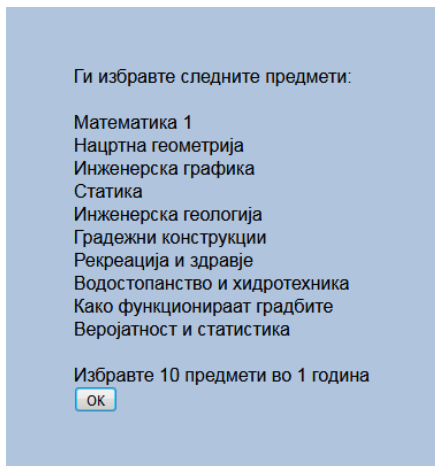 Ги избравте следните предмети:
Математика 1
Нацртна геометрија
Инженерска графика
Статика
Инженерска геологија
Градежни конструкции
Рекреација и здравје
Водостопанство и хидротехника
Како функционираат градбите
Веројатност и статистика
Избравте 10 предмети во 1 година
ОК